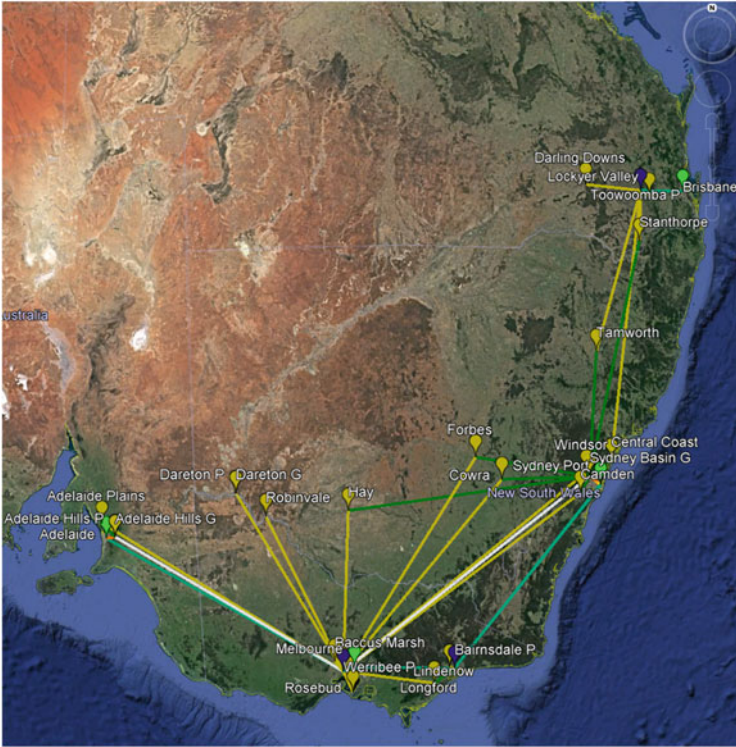 N
Darling Downs
Lockyer Valley
Brisbane
Toowoomba P
Stanthorpe
ustralia
Tamworth
Forbes
Windsor
Central Coast
Sydney Basin G
Sydney Port
Cowra
Camden
New South Wales
Dareton P
Dareton G
Robinvale
Hay
Adelaide Plains
Adelaide Hills P
Adelaide Hills G
Adelaide
Baccus Marsh
Melbourne
Bairnsdale P
Werribee P
Lindenow
Rosebud
Longford